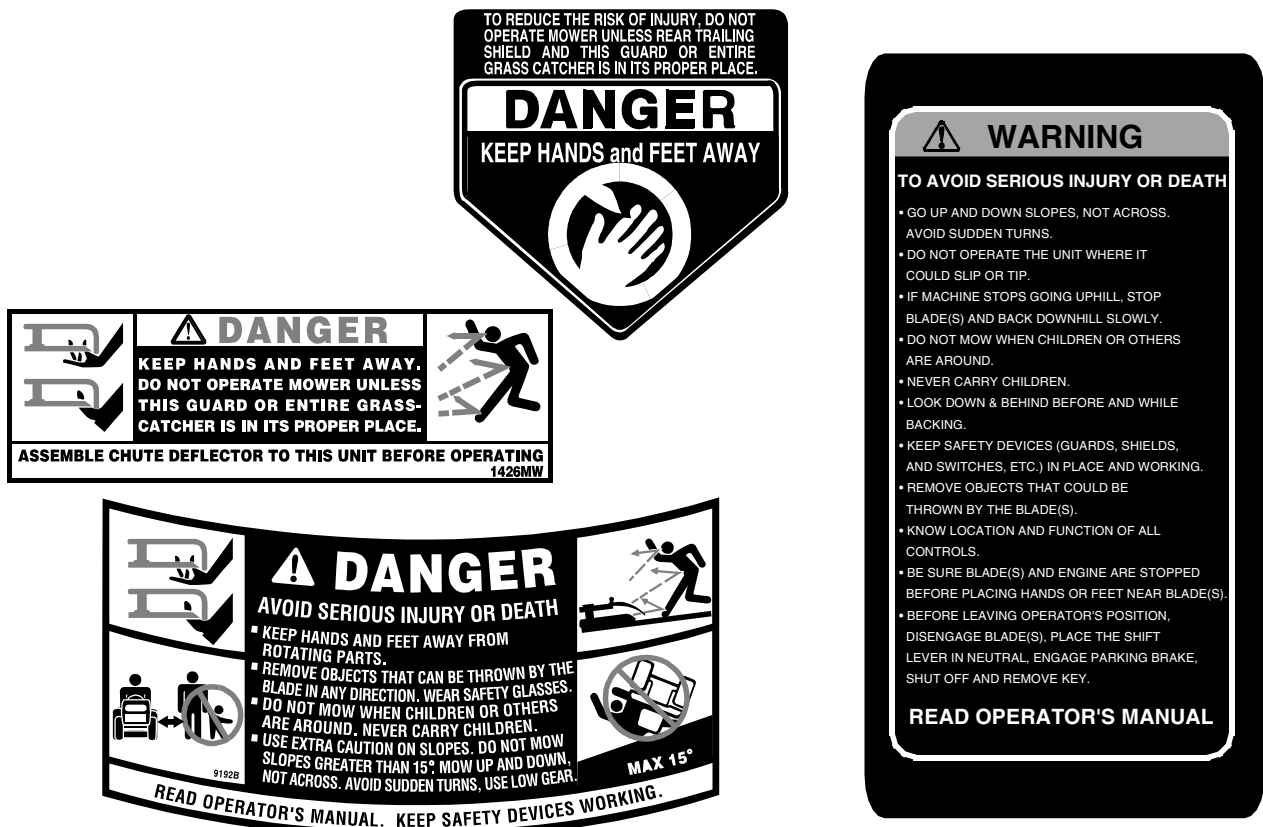 TO REDUCE THE RISK OF INJURY, DO NOT
OPERATE MOWER UNLESS REAR TRAILING
SHIELD AND THIS GUARD OR ENTIRE
GRASS CATCHER IS IN ITS PROPER PLACE.
DANGER
KEEP HANDS and FEET AWAY
DANGER
KEEP HANDS AND FEET AWAY.
DO NOT OPERATE MOWER UNLESS
THIS GUARD OR ENTIRE GRASS-
CATCHER IS IN ITS PROPER PLACE.
ASSEMBLE CHUTE DEFLECTOR TO THIS UNIT BEFORE OPERATING
1426MW
DANGER
AVOID SERIOUS INJURY OR DEATH
▪ KEEP HANDS AND FEET AWAY FROM
ROTATING PARTS.
▪ REMOVE OBJECTS THAT CAN BE THROWN BY THE
BLADE IN ANY DIRECTION. WEAR SAFETY GLASSES.
▪ DO NOT MOW WHEN CHILDREN OR OTHERS
ARE AROUND. NEVER CARRY CHILDREN.
▪ USE EXTRA CAUTION ON SLOPES. DO NOT MOW
SLOPES GREATER THAN 15°. MOW UP AND DOWN,
NOT ACROSS. AVOID SUDDEN TURNS, USE LOW GEAR.
9192B
MAX 15°
READ OPERATOR'S MANUAL. KEEP SAFETY DEVICES WORKING.
WARNING
TO AVOID SERIOUS INJURY OR DEATH
• GO UP AND DOWN SLOPES, NOT ACROSS.
AVOID SUDDEN TURNS.
• DO NOT OPERATE THE UNIT WHERE IT
COULD SLIP OR TIP.
• IF MACHINE STOPS GOING UPHILL, STOP
BLADE(S) AND BACK DOWNHILL SLOWLY.
• DO NOT MOW WHEN CHILDREN OR OTHERS
ARE AROUND.
• NEVER CARRY CHILDREN.
• LOOK DOWN & BEHIND BEFORE AND WHILE
BACKING.
• KEEP SAFETY DEVICES (GUARDS, SHIELDS,
AND SWITCHES, ETC.) IN PLACE AND WORKING.
• REMOVE OBJECTS THAT COULD BE
THROWN BY THE BLADE(S).
• KNOW LOCATION AND FUNCTION OF ALL
CONTROLS.
• BE SURE BLADE(S) AND ENGINE ARE STOPPED
BEFORE PLACING HANDS OR FEET NEAR BLADE(S).
• BEFORE LEAVING OPERATOR'S POSITION,
DISENGAGE BLADE(S), PLACE THE SHIFT
LEVER IN NEUTRAL, ENGAGE PARKING BRAKE,
SHUT OFF AND REMOVE KEY.
READ OPERATOR'S MANUAL